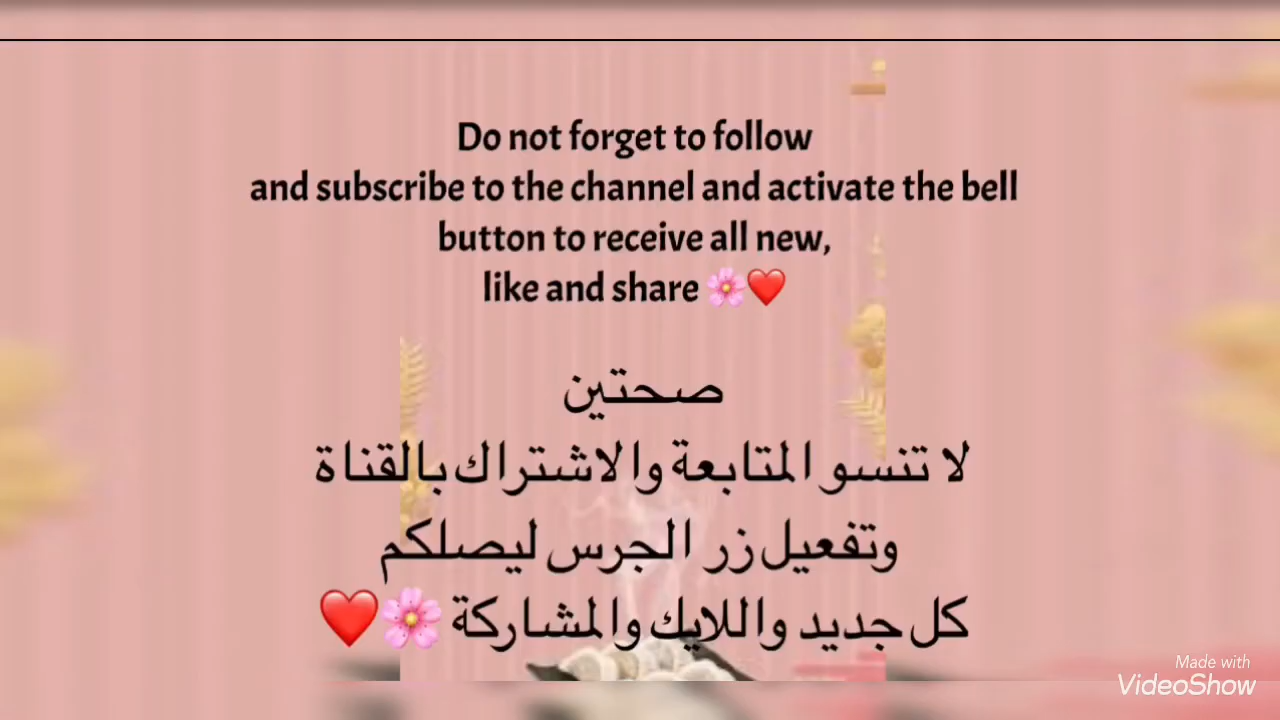 Do not forget to follow
and subscribe to the channel and activate the bell
button to receive all new,
like and share 🌸❤️
صحتين
لا تنسو المتابعة والاشتراك بالقناة
وتفعيل زر الجرس ليصلكم
كل جديد واللايك والمشاركة 🌸❤️
Made with
VideoShow